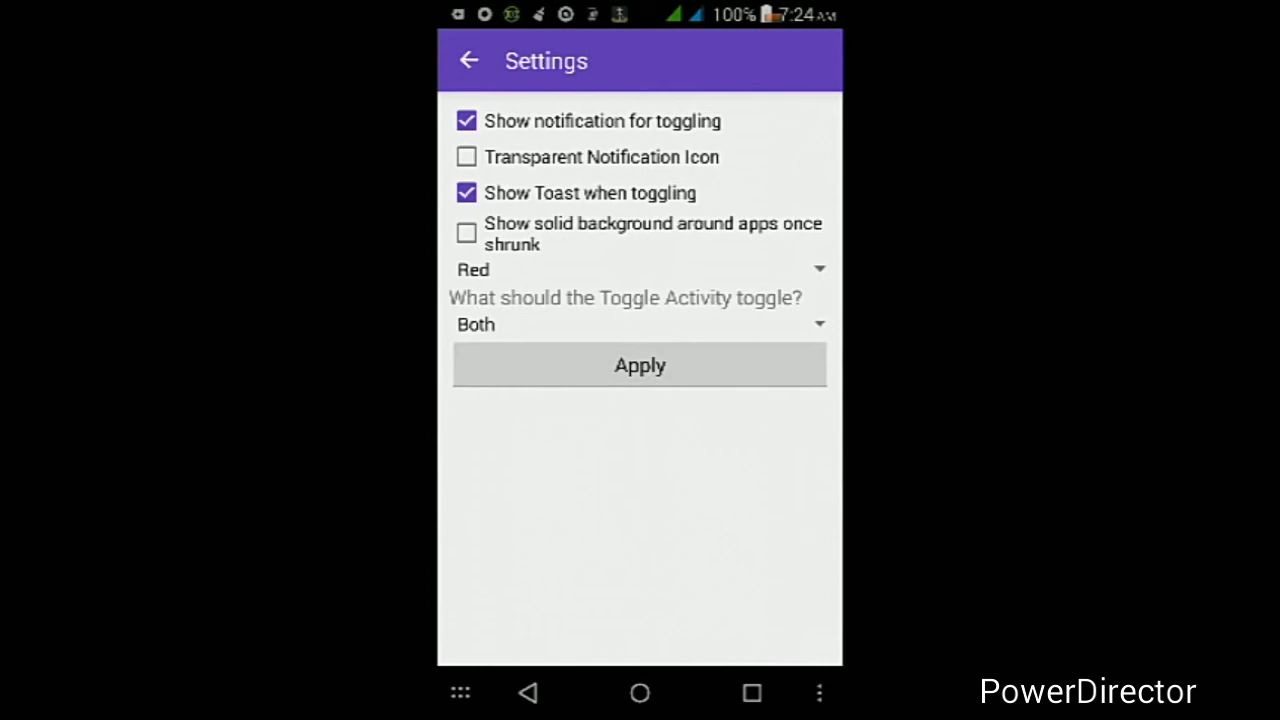 100% 7:24 AM
Settings
Show notification for toggling
Transparent Notification Icon
Show Toast when toggling
Show solid background around apps once
shrunk
Red
What should the Toggle Activity toggle?
Both
Apply
PowerDirector